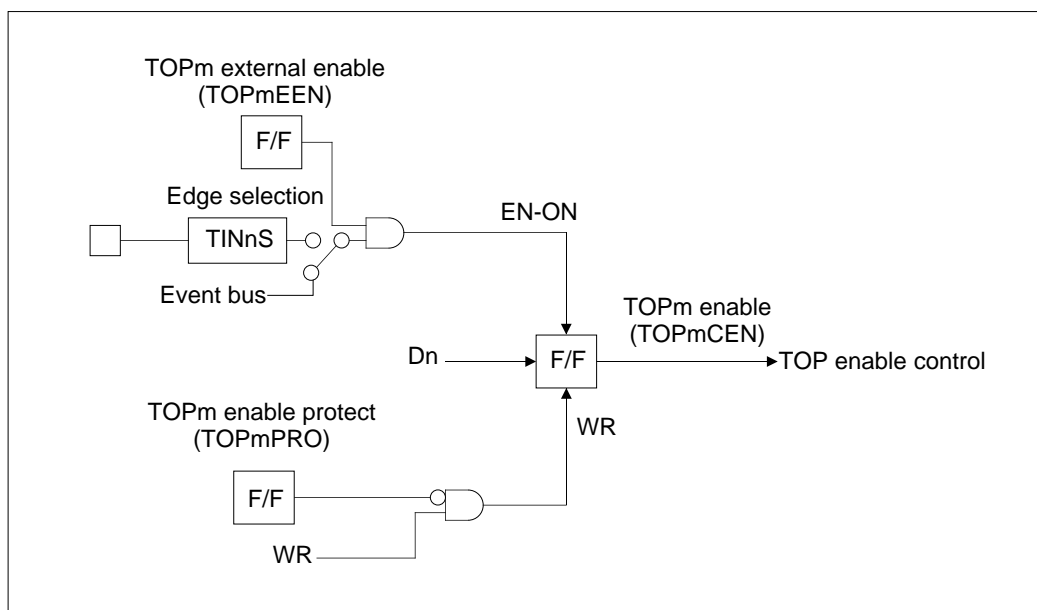 TOPm external enable
(TOPmEEN)
F/F
Edge selection
TINnS
EN-ON
Event bus
TOPm enable
(TOPmCEN)
Dn
F/F
TOP enable control
TOPm enable protect
(TOPmPRO)
WR
F/F
WR